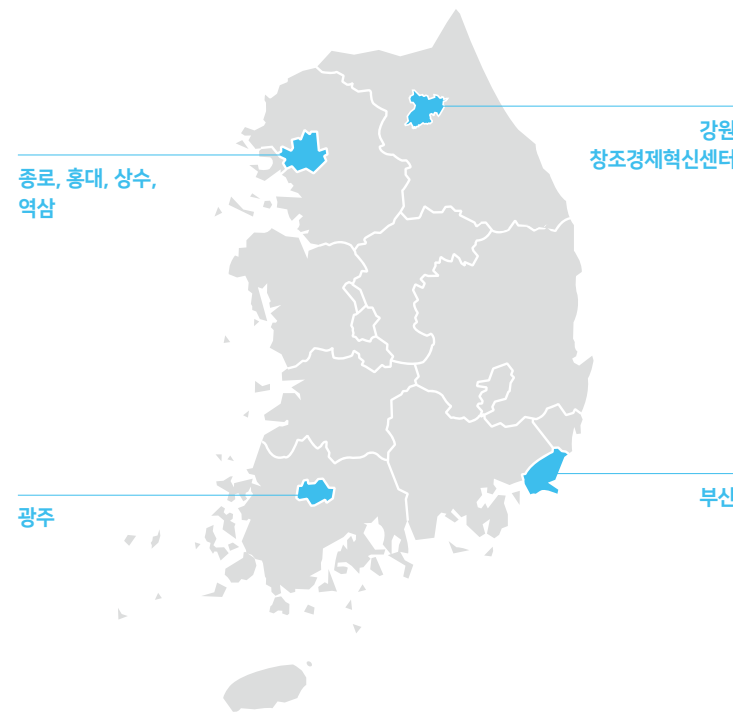 강원
창조경제혁신센터
종로, 홍대, 상수,
역삼
부산
광주